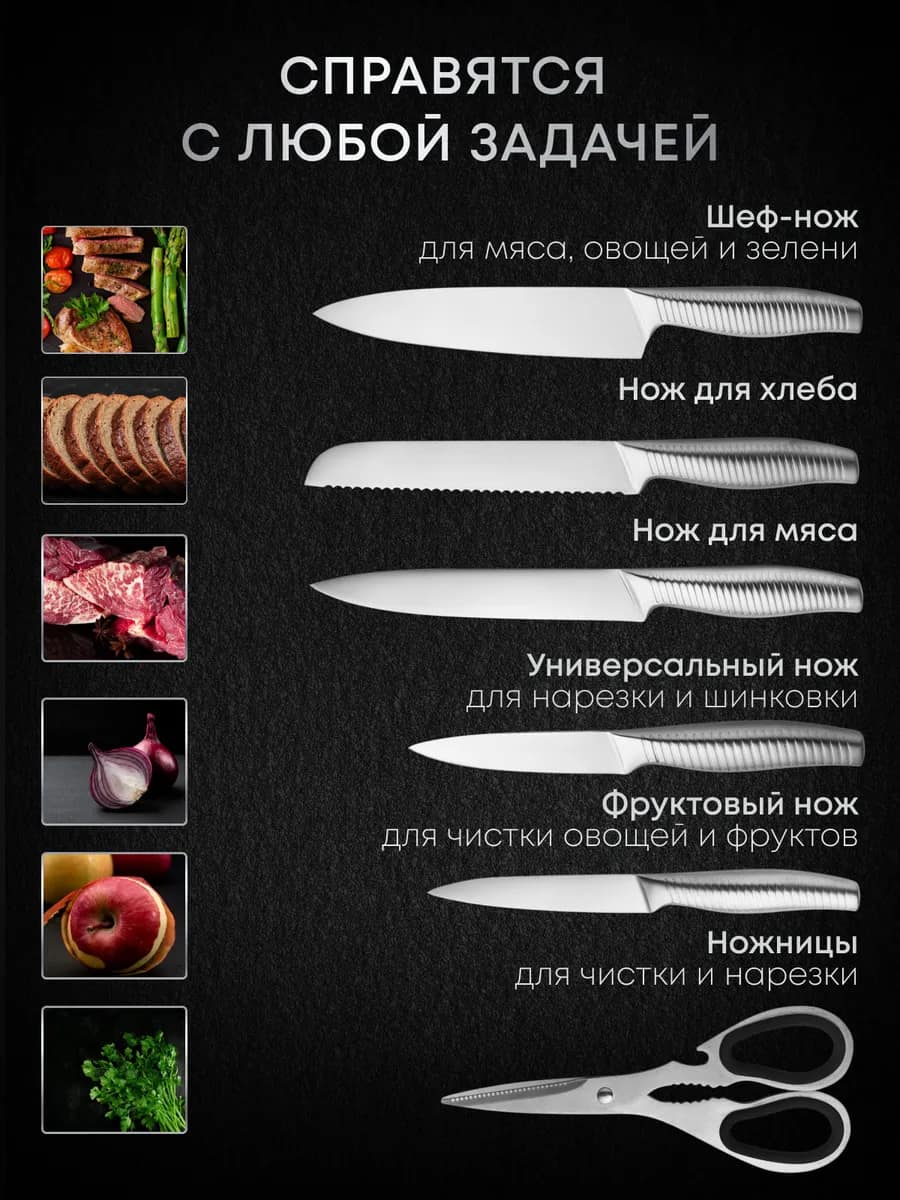 СПРАВЯТСЯ
С ЛЮБОЙ ЗАДАЧЕЙ
Шеф-нож
для мяса, овощей и зелени
Нож для хлеба
Нож для мяса
Универсальный нож
для нарезки и шинковки
Фруктовый нож
для чистки овощей и фруктов
Ножницы
для чистки и нарезки